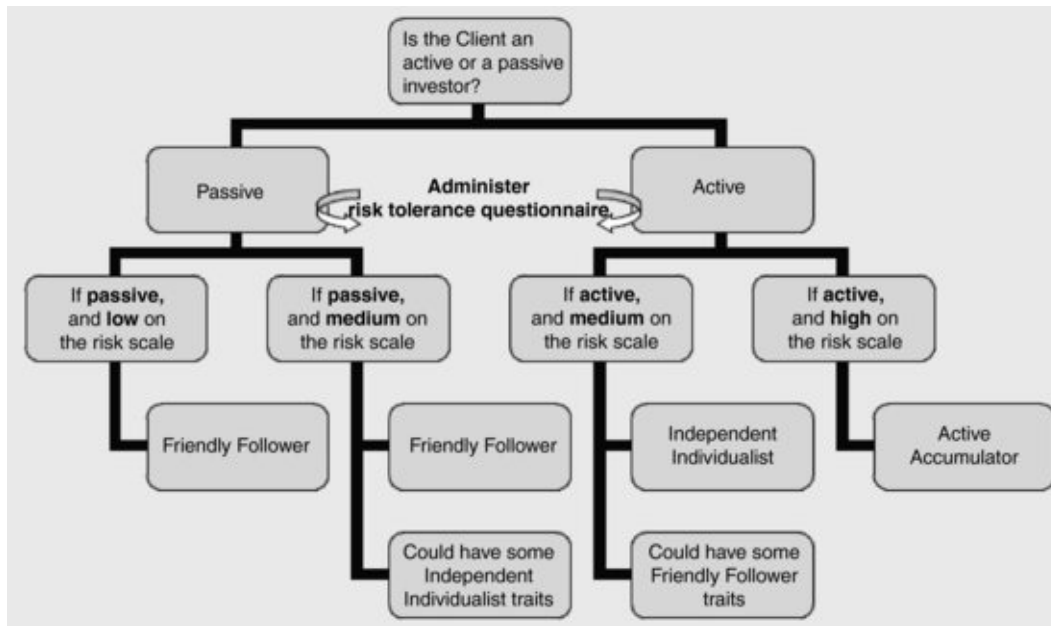 Is the Client an
active or a passive
investor?
Passive
Administer
risk tolerance questionnaire
Active
If passive,
and low on
the risk scale
If passive,
and medium on
the risk scale
If active,
and medium on
the risk scale
If active,
and high on
the risk scale
Friendly Follower
Friendly Follower
Independent
Individualist
Active
Accumulator
Could have some
Independent
Individualist traits
Could have some
Friendly Follower
traits